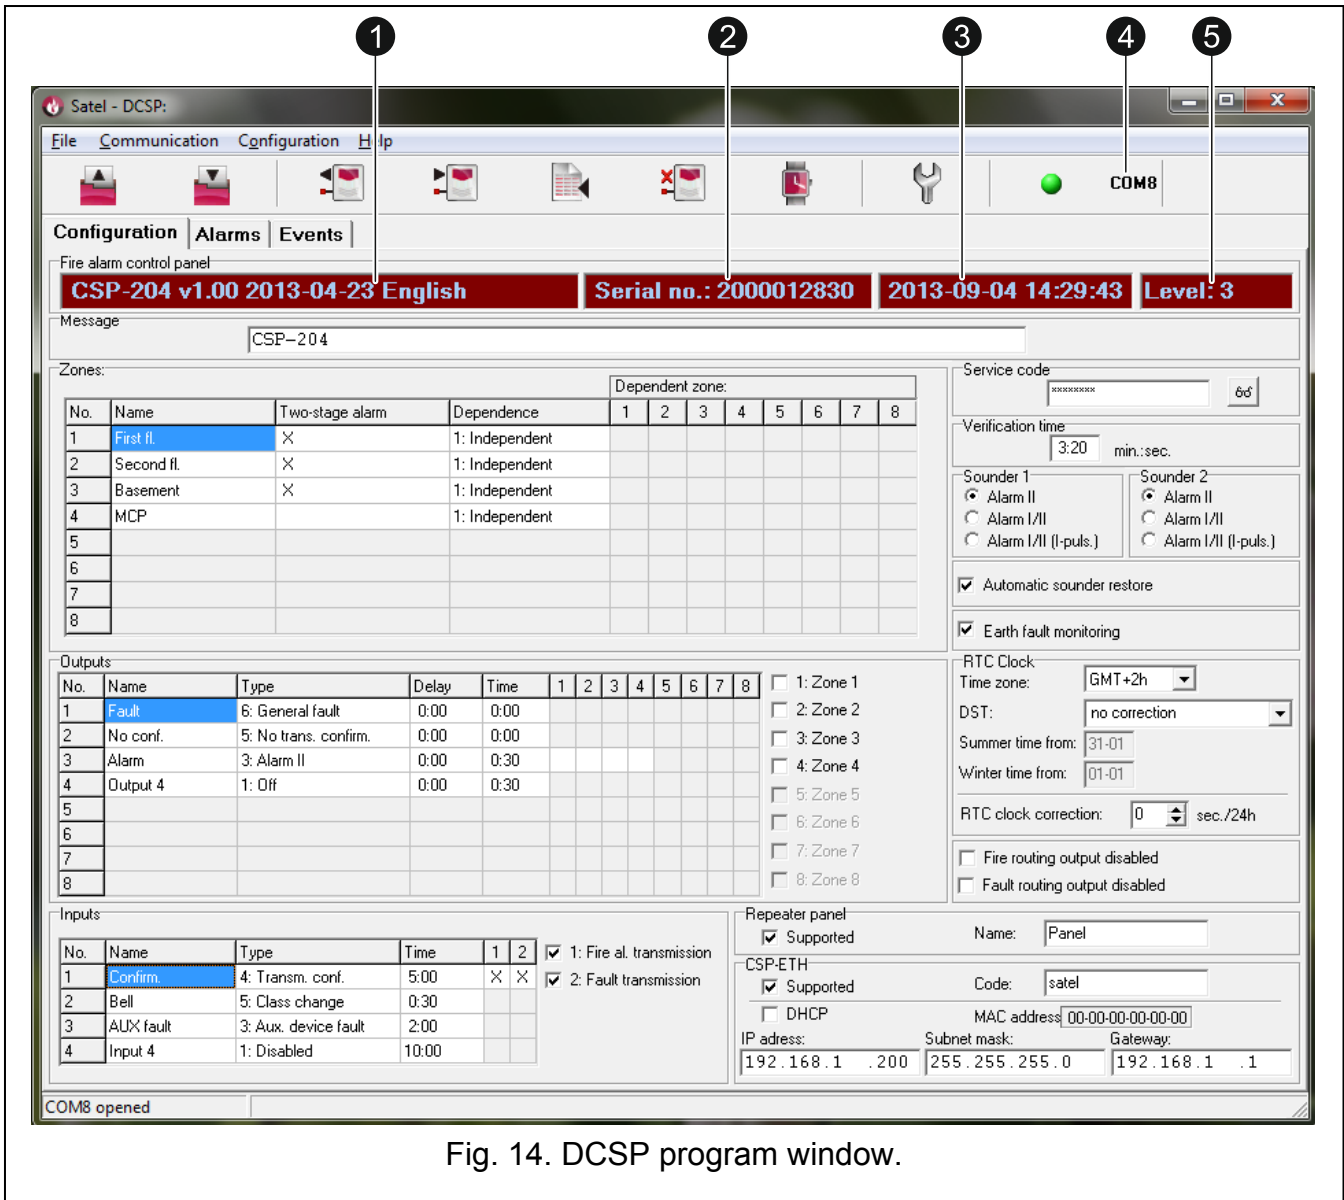 1 2 3 4 5
Satel - DCSP:
File Communication Configuration Help
COM8
Configuration Alarms Events
Fire alarm control panel
CSP-204 v1.00 2013-04-23 English Serial no.: 2000012830 2013-09-04 14:29:43 Level: 3
Message
CSP-204
Zones:
Dependent zone:
No. Name Two-stage alarm Dependence 1 2 3 4 5 6 7 8
1 First fl. X 1: Independent
2 Second fl. X 1: Independent
3 Basement X 1: Independent
4 MCP 1: Independent
5
6
7
8
Service code
********
Verification time
3:20 min.:sec.
Sounder 1
Alarm II
Alarm I/II
Alarm I/II (I-puls.)
Sounder 2
Alarm II
Alarm I/II
Alarm I/II (I-puls.)
Automatic sounder restore
Earth fault monitoring
Outputs
No. Name Type Delay Time 1 2 3 4 5 6 7 8
1 Fault 6: General fault 0:00 0:00
2 No conf. 5: No trans. confirm. 0:00 0:00
3 Alarm 3: Alarm II 0:00 0:30
4 Output 4 1: Off 0:00 0:30
5
6
7
8
1: Zone 1
2: Zone 2
3: Zone 3
4: Zone 4
5: Zone 5
6: Zone 6
7: Zone 7
8: Zone 8
RTC Clock
Time zone: GMT+2h
DST: no correction
Summer time from: 31-01
Winter time from: 01-01
RTC clock correction: 0 sec./24h
Fire routing output disabled
Fault routing output disabled
Inputs
No. Name Type Time 1 2
1 Confirm. 4: Transm. conf. 5:00 X X
2 Bell 5: Class change 0:30
3 AUX fault 3: Aux. device fault 2:00
4 Input 4 1: Disabled 10:00
1: Fire al. transmission
2: Fault transmission
Repeater panel
Supported Name: Panel
CSP-ETH
Supported Code: satel
DHCP MAC address 00-00-00-00-00-00
IP adress: Subnet mask: Gateway:
192.168.1 .200 255.255.255.0 192.168.1 .1
COM8 opened
Fig. 14. DCSP program window.